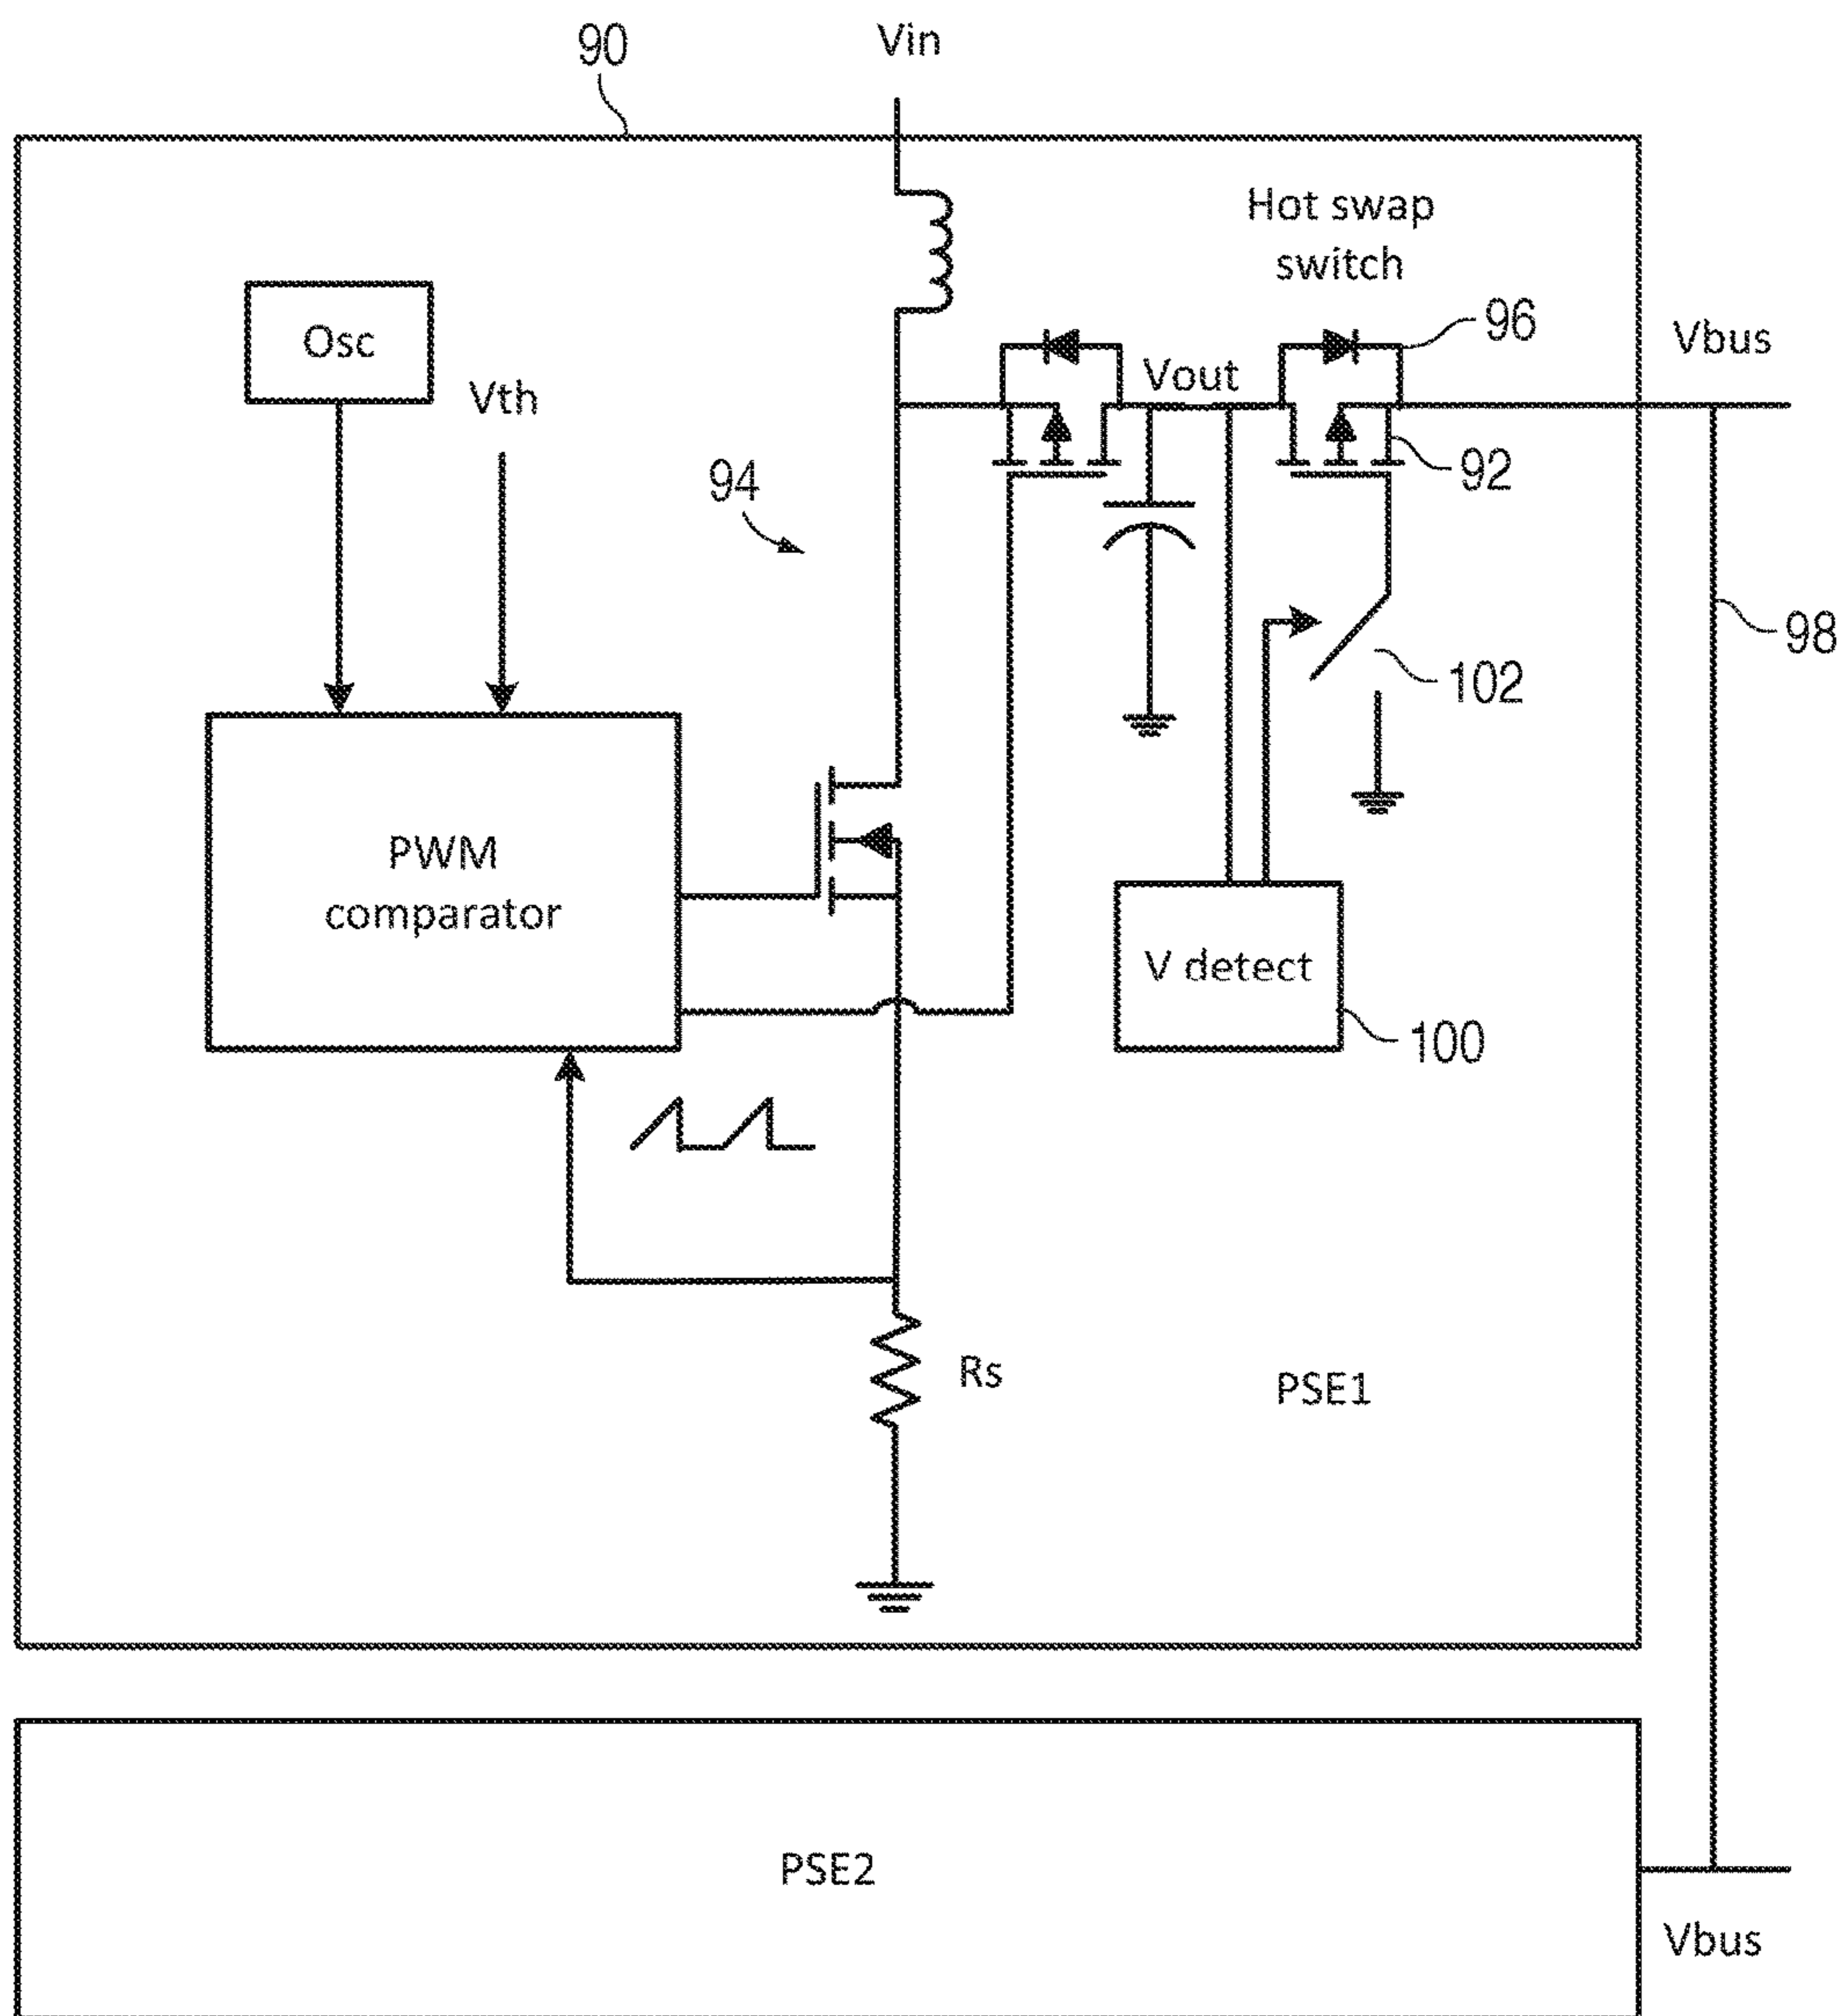 90
Vin
Hot swap
switch
Osc
96
Vbus
Vth
Vout
94
92
98
102
PWM
comparator
V detect
100
Rs
PSE1
PSE2
Vbus